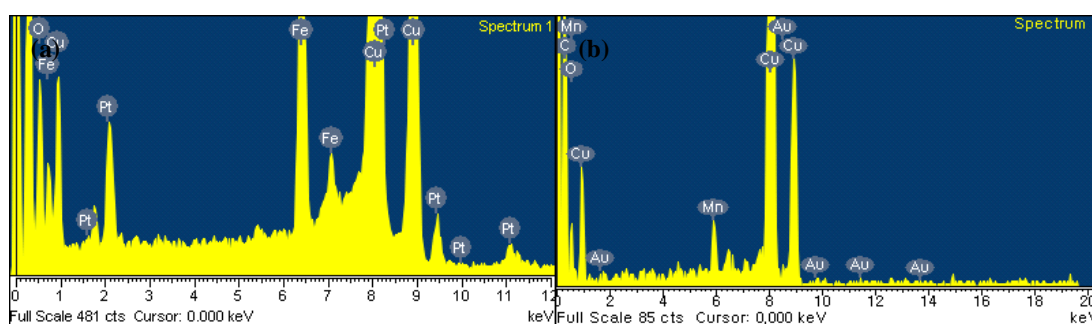 Spectrum 1
(a)
O
Cu
Fe
Pt
Pt
Fe
Fe
Pt
Cu
Cu
Pt
Pt
Pt
0 1 2 3 4 5 6 7 8 9 10 11 12
Full Scale 481 cts Cursor: 0.000 keV keV
Spectrum
(b)
Mn
C
O
Cu
Au
Mn
Au
Cu
Cu
Au
Au
Au
0 2 4 6 8 10 12 14 16 18 20
Full Scale 85 cts Cursor: 0.000 keV keV